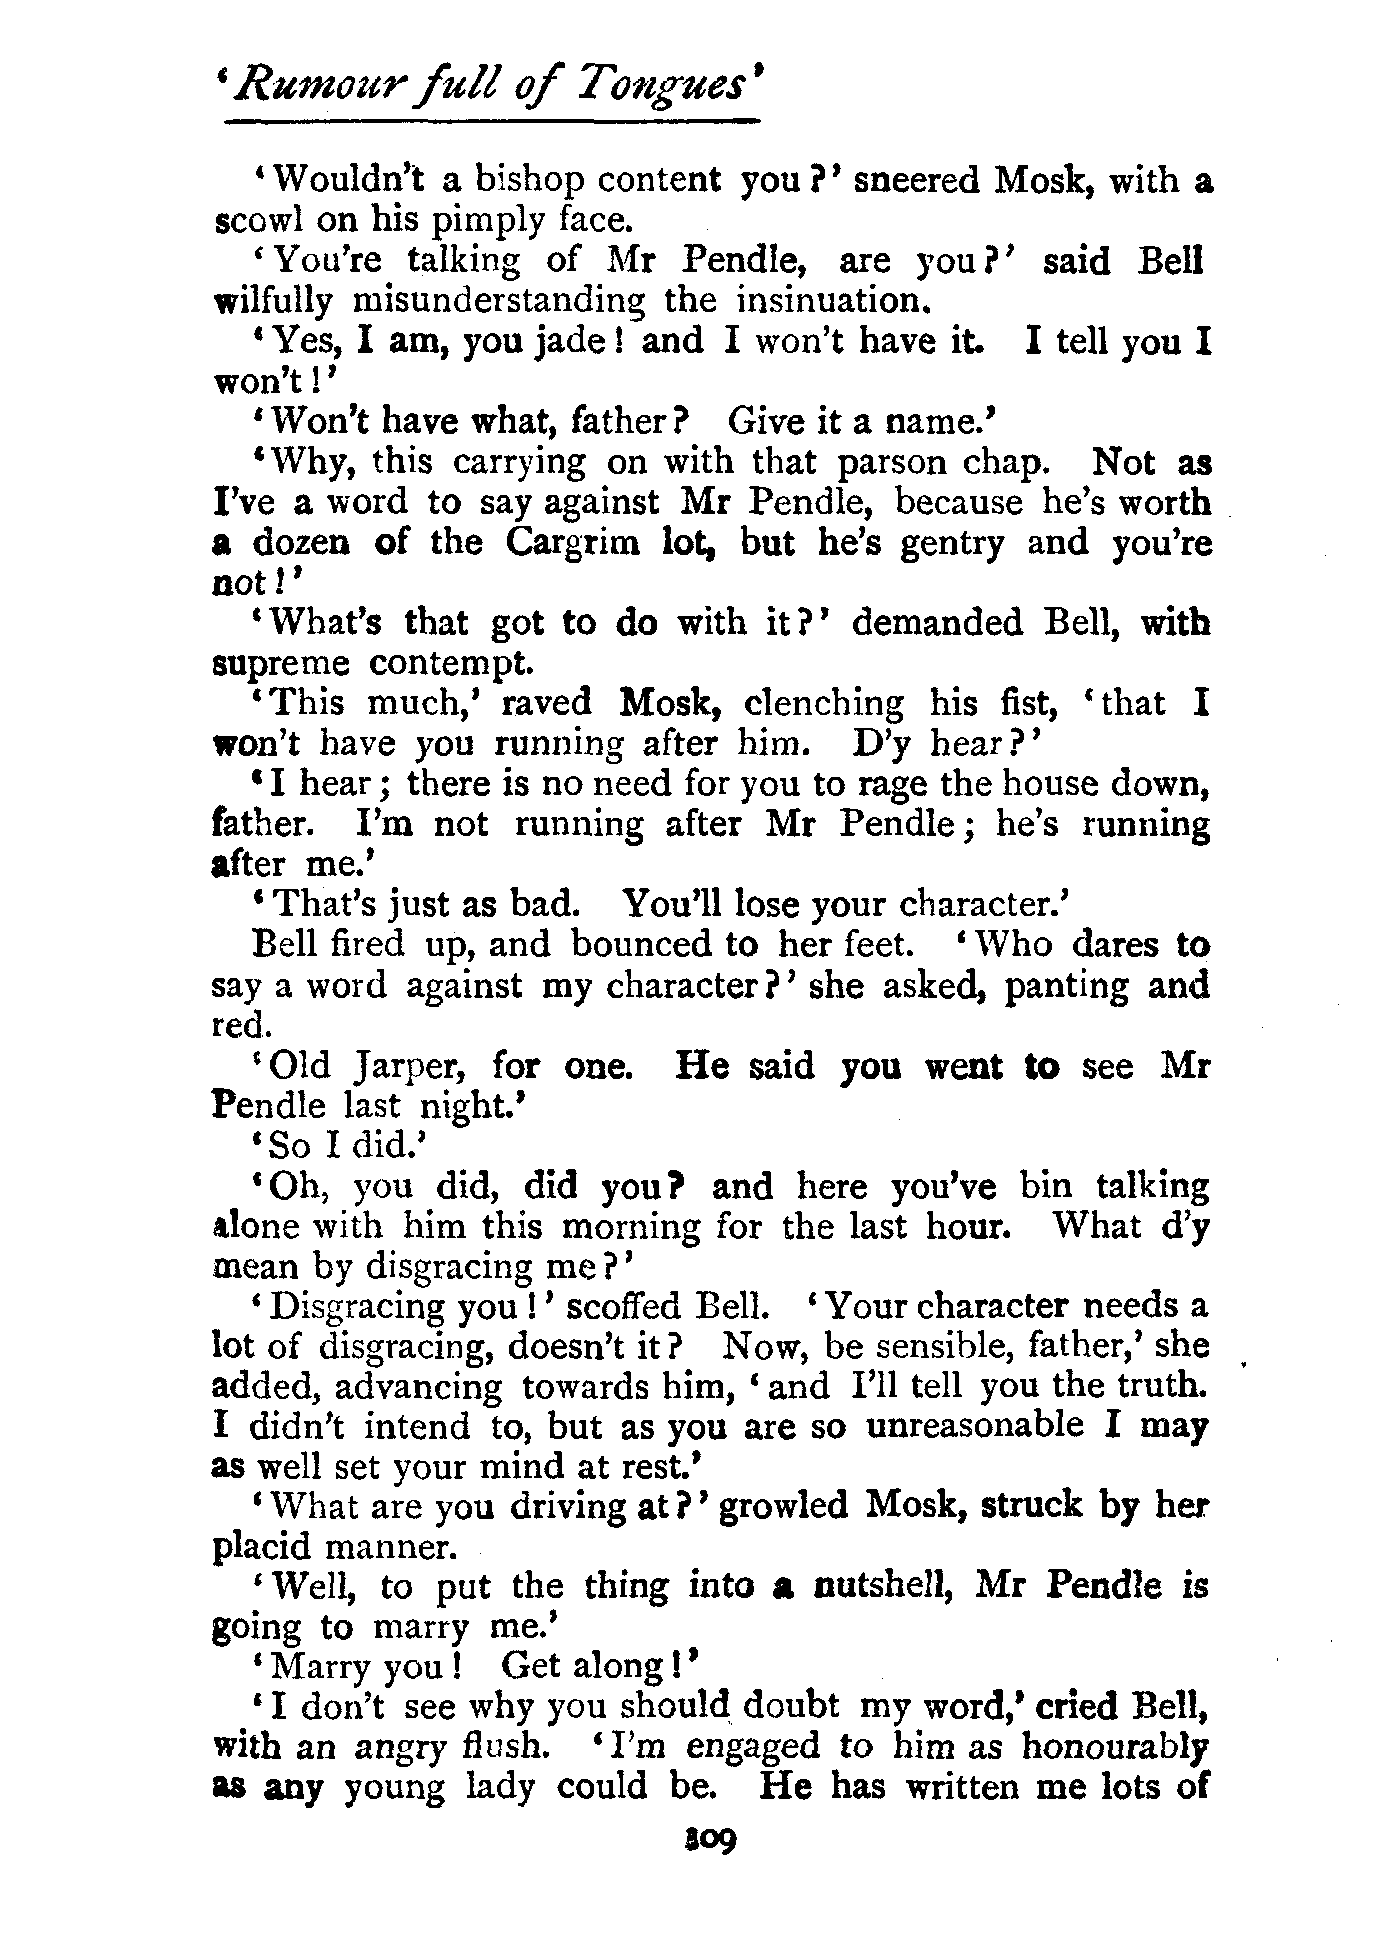 ‘Rumour full of Tongues’
‘Wouldn’t a bishop content you?’ sneered Mosk, with a
scowl on his pimply face.
‘You’re talking of Mr Pendle, are you?’ said Bell
wilfully misunderstanding the insinuation.
‘Yes, I am, you jade! and I won’t have it. I tell you I
won’t!’
‘Won’t have what, father? Give it a name.’
‘Why, this carrying on with that parson chap. Not as
I’ve a word to say against Mr Pendle, because he’s worth
a dozen of the Cargrim lot, but he’s gentry and you’re
not!’
‘What’s that got to do with it?’ demanded Bell, with
supreme contempt.
‘This much,’ raved Mosk, clenching his fist, ‘that I
won’t have you running after him. D’y hear?’
‘I hear; there is no need for you to rage the house down,
father. I’m not running after Mr Pendle; he’s running
after me.’
‘That’s just as bad. You’ll lose your character.’
Bell fired up, and bounced to her feet. ‘Who dares to
say a word against my character?’ she asked, panting and
red.
‘Old Jarper, for one. He said you went to see Mr
Pendle last night.’
‘So I did.’
‘Oh, you did, did you? and here you’ve bin talking
alone with him this morning for the last hour. What d’y
mean by disgracing me?’
‘Disgracing you!’ scoffed Bell. ‘Your character needs a
lot of disgracing, doesn’t it? Now, be sensible, father,’ she
added, advancing towards him, ‘and I’ll tell you the truth.
I didn’t intend to, but as you are so unreasonable I may
as well set your mind at rest.’
‘What are you driving at?’ growled Mosk, struck by her
placid manner.
‘Well, to put the thing into a nutshell, Mr Pendle is
going to marry me.’
‘Marry you! Get along!’
‘I don’t see why you should doubt my word,’ cried Bell,
with an angry flush. ‘I’m engaged to him as honourably
as any young lady could be. He has written me lots of
109